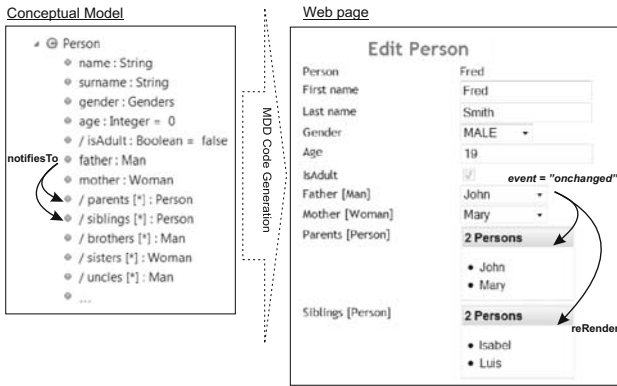 Conceptual Model
Person
name : String
surname : String
gender : Genders
age : Integer = 0
/ isAdult : Boolean = false
notifiesTo
father : Man
mother : Woman
/ parents [*] : Person
/ siblings [*] : Person
/ brothers [*] : Man
/ sisters [*] : Woman
/ uncles [*] : Man
...
MDD Code Generation
Web page
Edit Person
Person Fred
First name Fred
Last name Smith
Gender MALE
Age 19
IsAdult
event = "onchanged"
Father [Man] John
Mother [Woman] Mary
Parents [Person] 2 Persons
• John
• Mary
Siblings [Person] 2 Persons
reRender
• Isabel
• Luis